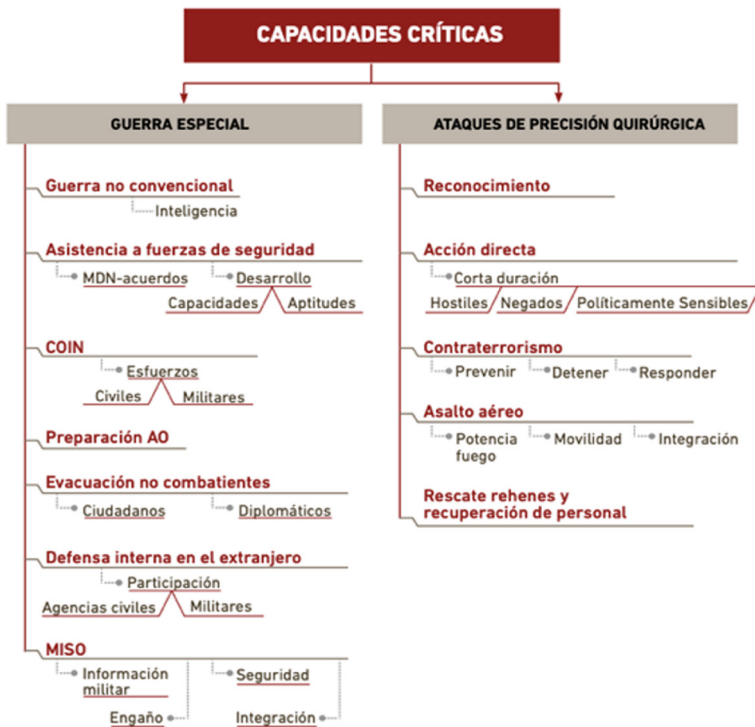 CAPACIDADES CRÍTICAS
GUERRA ESPECIAL
Guerra no convencional
Inteligencia
Asistencia a fuerzas de seguridad
MDN-acuerdos Desarrollo
Capacidades Aptitudes
COIN
Esfuerzos
Civiles Militares
Preparación AO
Evacuación no combatientes
Ciudadanos Diplomáticos
Defensa interna en el extranjero
Participación
Agencias civiles Militares
MISO
Información Seguridad
militar
Engaño Integración
ATAQUES DE PRECISIÓN QUIRÚRGICA
Reconocimiento
Acción directa
Corta duración
Hostiles Negados Políticamente Sensibles
Contraterrorismo
Prevenir Detener Responder
Asalto aéreo
Potencia Movilidad Integración
fuego
Rescate rehenes y
recuperación de personal